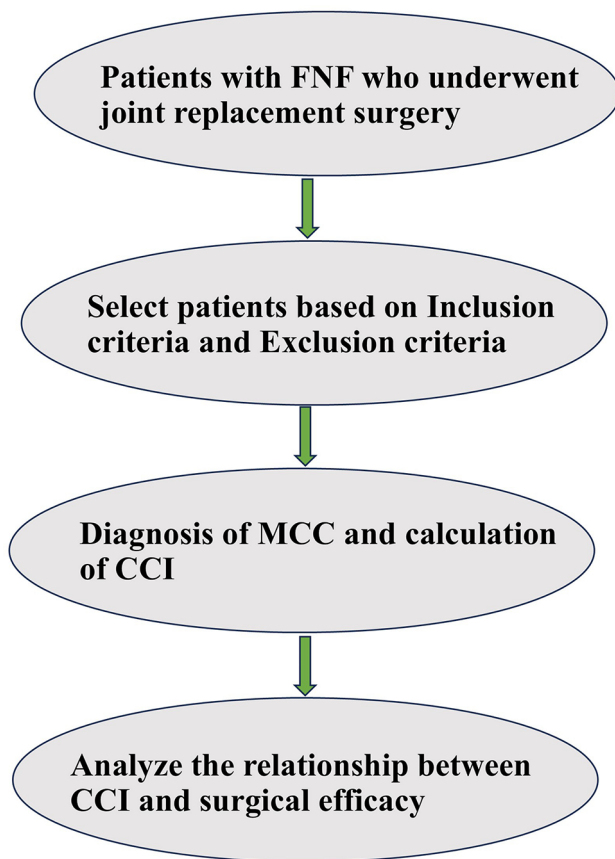 Patients with FNF who underwent
joint replacement surgery
Select patients based on Inclusion
criteria and Exclusion criteria
Diagnosis of MCC and calculation
of CCI
Analyze the relationship between
CCI and surgical efficacy